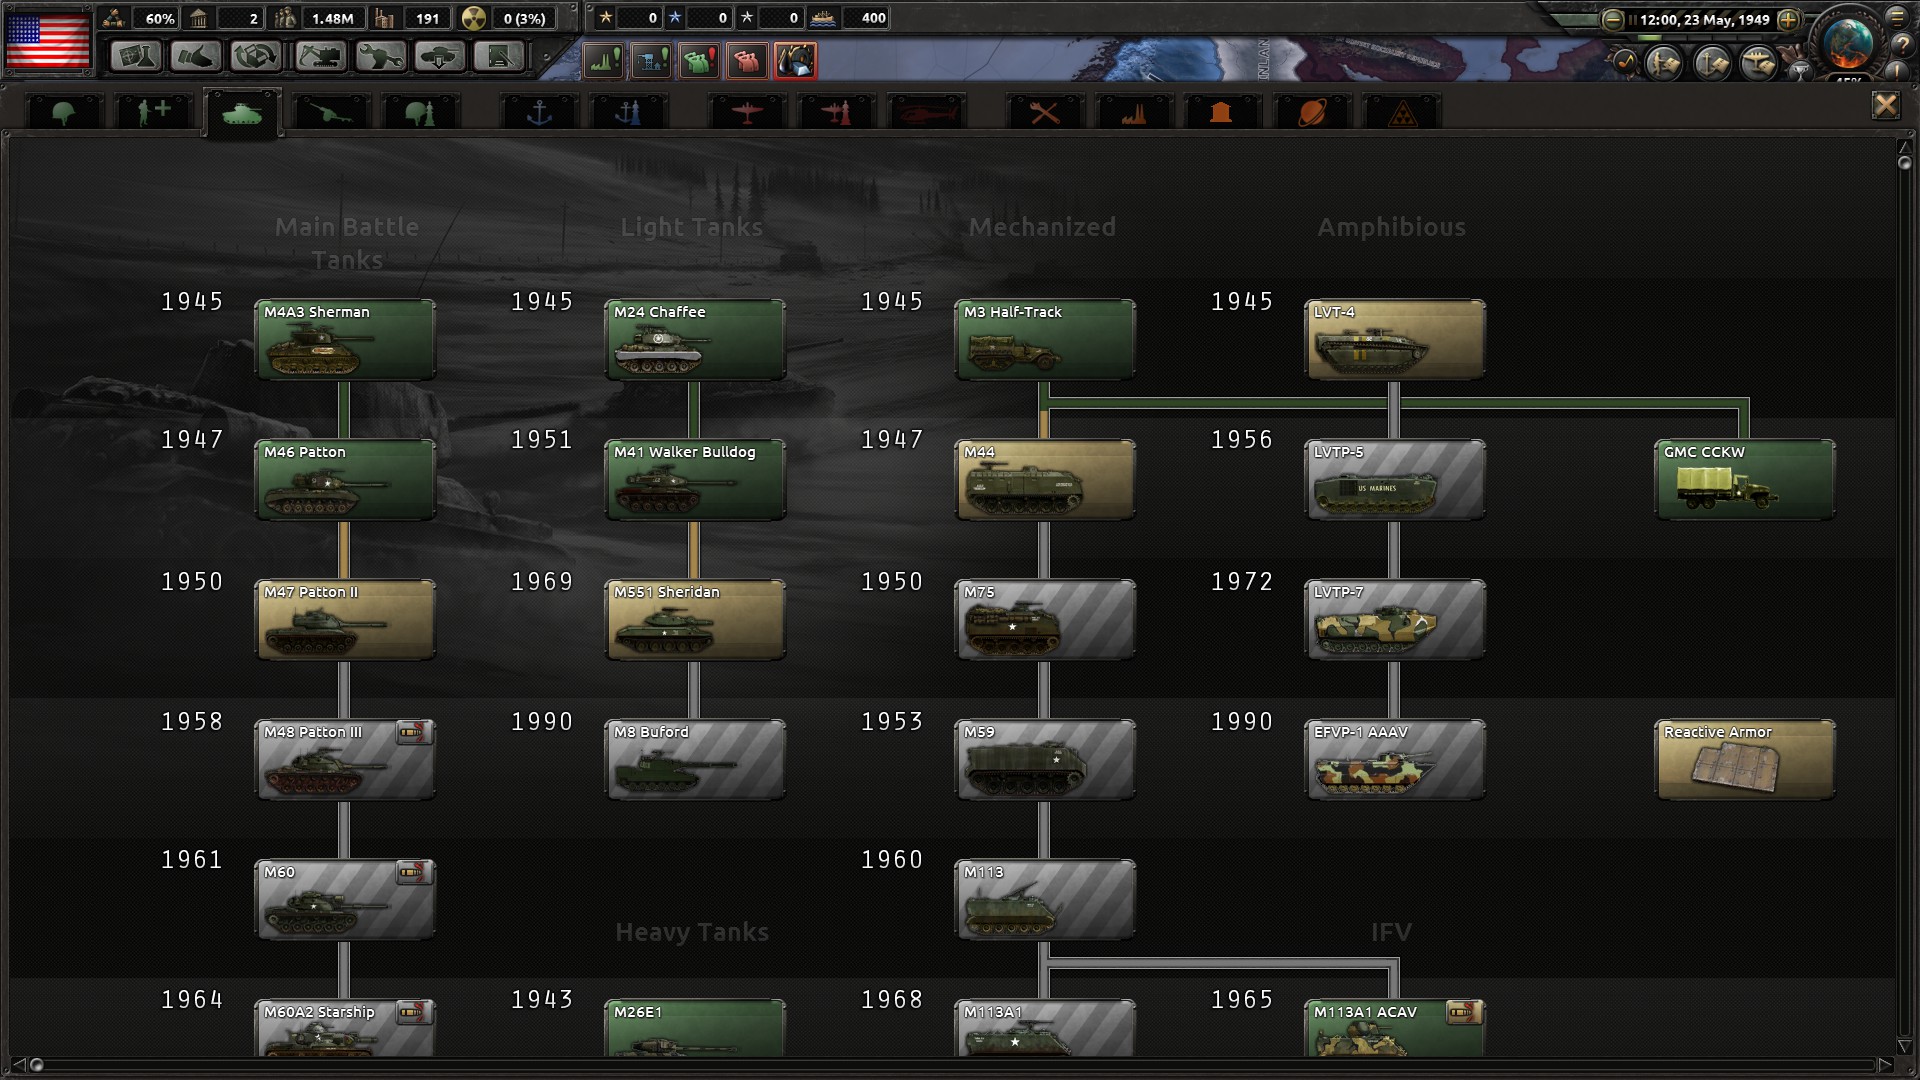 60%
2
1.48M
191
0 (3%)
0
0
0
400
12:00, 23 May, 1949
Main Battle Tanks
Light Tanks
Mechanized
Amphibious
1945
M4A3 Sherman
1945
M24 Chaffee
1945
M3 Half-Track
1945
LVT-4
1947
M46 Patton
1951
M41 Walker Bulldog
1947
M44
1956
LVTP-5
US MARINES
GMC CCKW
1950
M47 Patton II
1969
M551 Sheridan
1950
M75
1972
LVTP-7
1958
M48 Patton III
1990
M8 Buford
1953
M59
1990
EFVP-1 AAAV
Reactive Armor
1961
M60
1960
M113
Heavy Tanks
IFV
1964
M60A2 Starship
1943
M26E1
1968
M113A1
1965
M113A1 ACAV